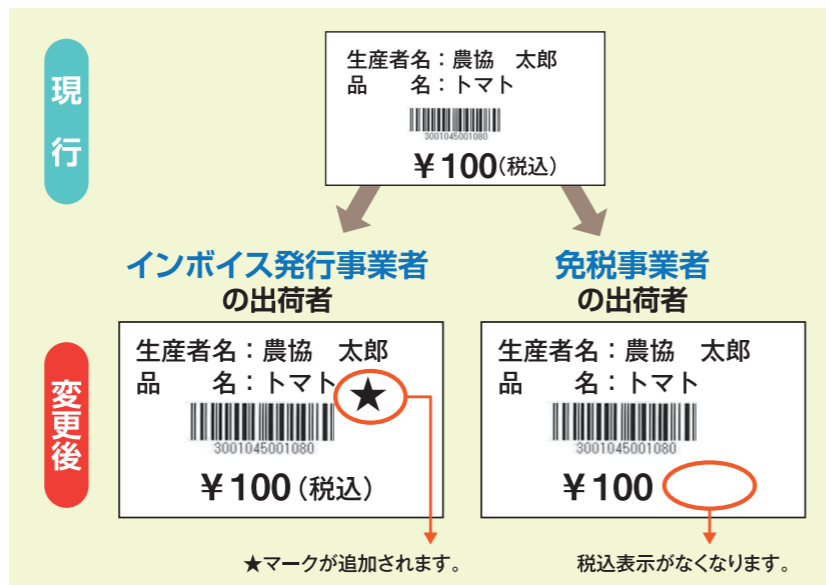 現行
生産者名：農協　太郎
品　　名：トマト
3001045001080
￥100(税込)
インボイス発行事業者
の出荷者
免税事業者
の出荷者
変更後
生産者名：農協　太郎
品　　名：トマト ★
3001045001080
￥100（税込）
★マークが追加されます。
生産者名：農協　太郎
品　　名：トマト
3001045001080
￥100
税込表示がなくなります。